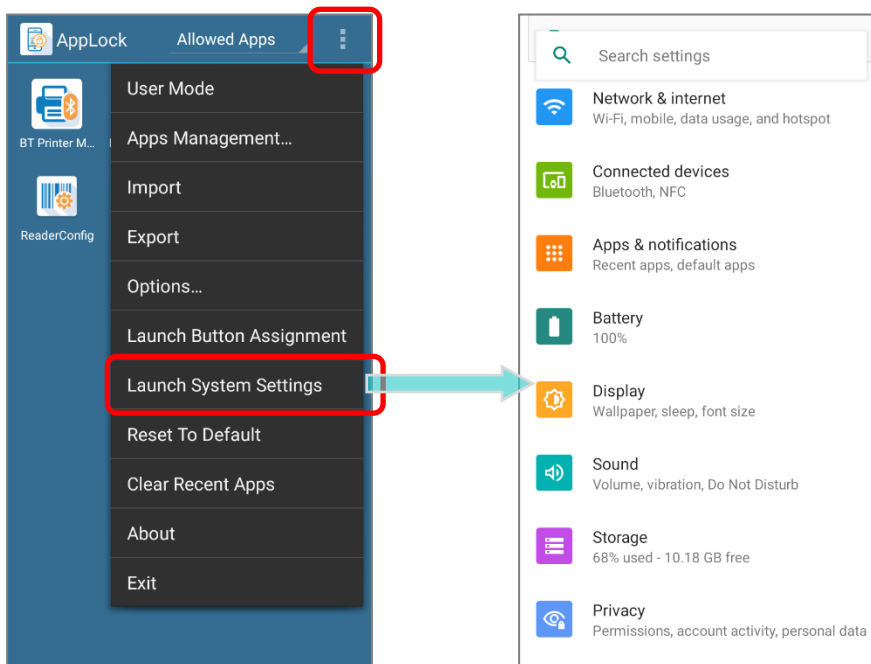 AppLock
Allowed Apps
BT Printer M...
ReaderConfig
User Mode
Apps Management...
Import
Export
Options...
Launch Button Assignment
Launch System Settings
Reset To Default
Clear Recent Apps
About
Exit
Search settings
Network & internet
Wi-Fi, mobile, data usage, and hotspot
Connected devices
Bluetooth, NFC
Apps & notifications
Recent apps, default apps
Battery
100%
Display
Wallpaper, sleep, font size
Sound
Volume, vibration, Do Not Disturb
Storage
68% used - 10.18 GB free
Privacy
Permissions, account activity, personal data